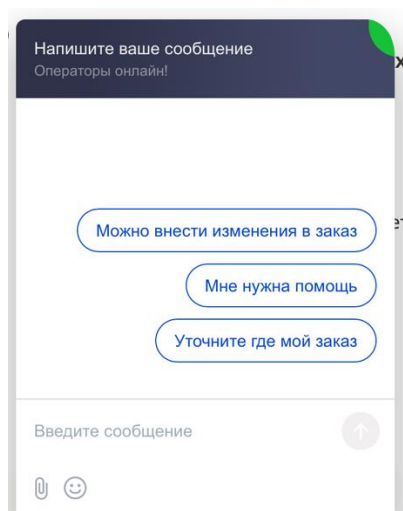 Напишите ваше сообщение
Операторы онлайн!
Можно внести изменения в заказ
Мне нужна помощь
Уточните где мой заказ
Введите сообщение